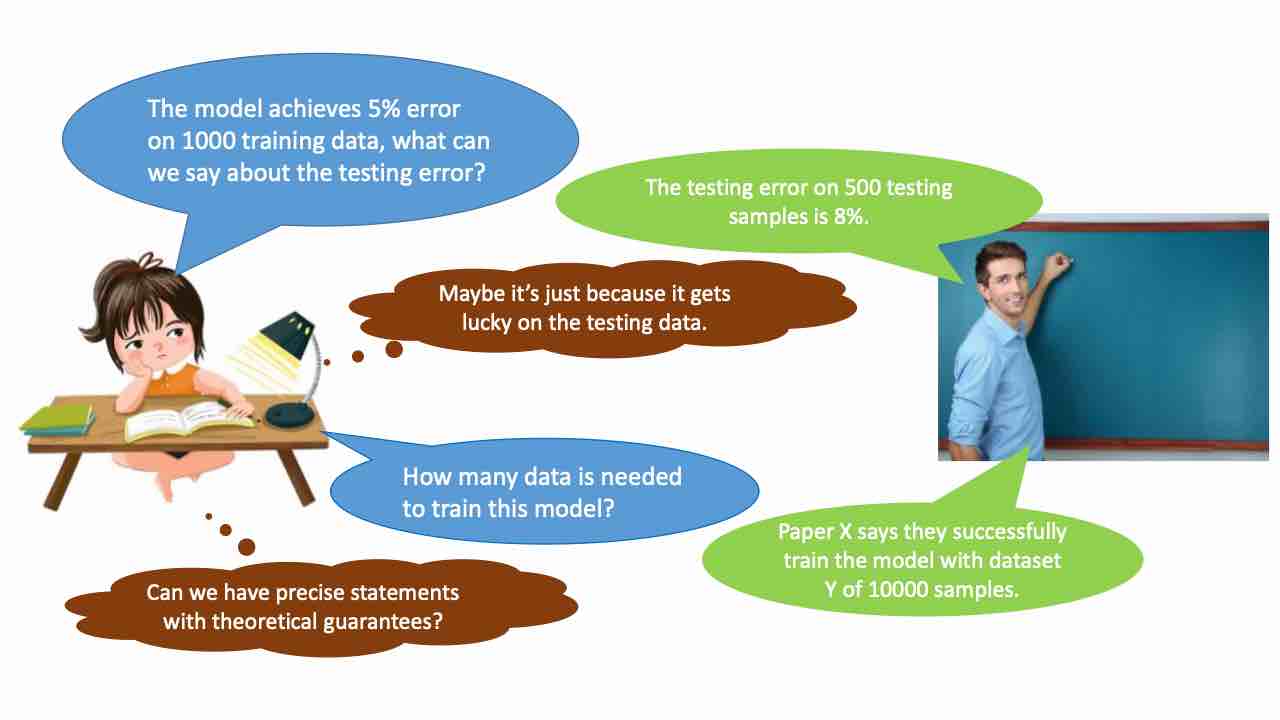 The model achieves 5% error
on 1000 training data, what can
we say about the testing error?
The testing error on 500 testing
samples is 8%.
Maybe it’s just because it gets
lucky on the testing data.
How many data is needed
to train this model?
Paper X says they successfully
train the model with dataset
Y of 10000 samples.
Can we have precise statements
with theoretical guarantees?